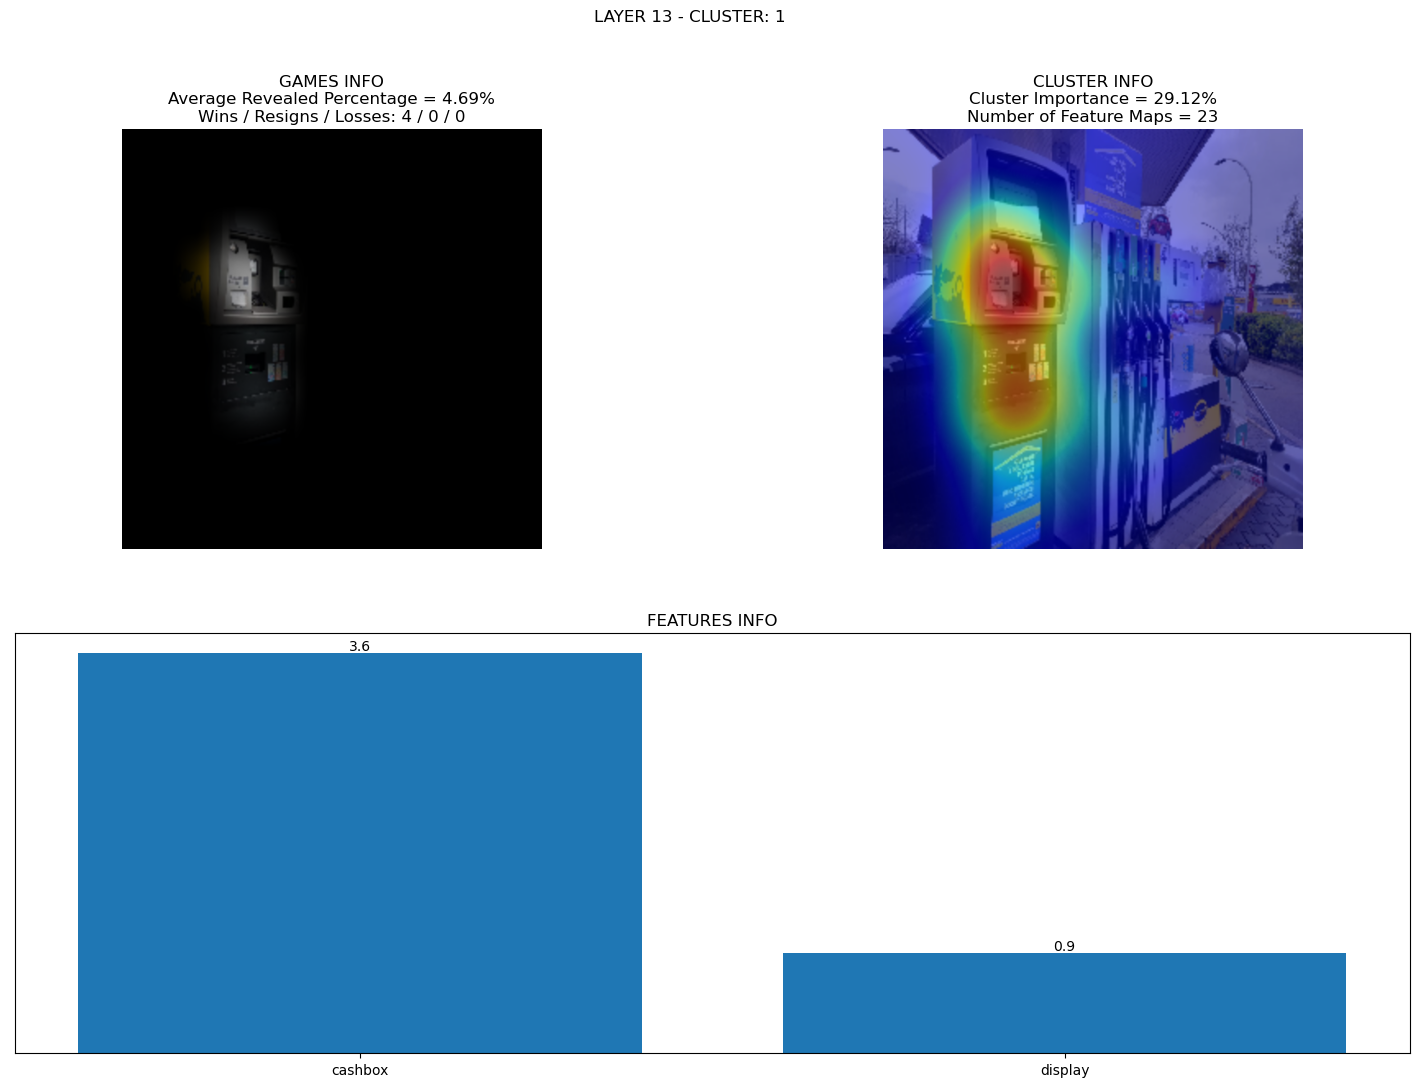 LAYER 13 - CLUSTER: 1
GAMES INFO
Average Revealed Percentage = 4.69%
Wins / Resigns / Losses: 4 / 0 / 0
CLUSTER INFO
Cluster Importance = 29.12%
Number of Feature Maps = 23
FEATURES INFO
3.6
0.9
cashbox
display